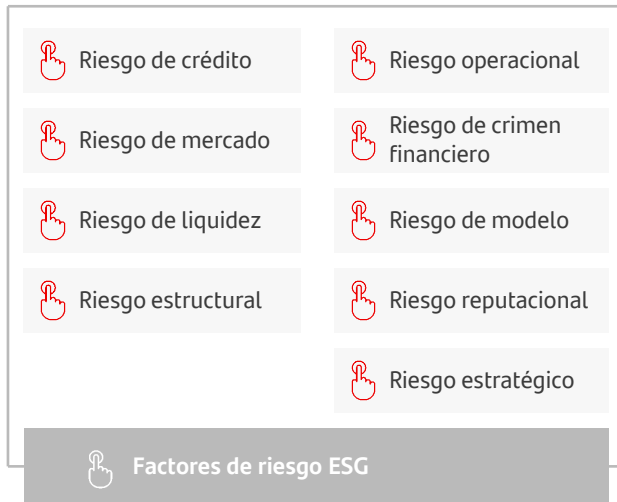 Riesgo de crédito
Riesgo de mercado
Riesgo de liquidez
Riesgo estructural
Riesgo operacional
Riesgo de crimen
financiero
Riesgo de modelo
Riesgo reputacional
Riesgo estratégico
Factores de riesgo ESG